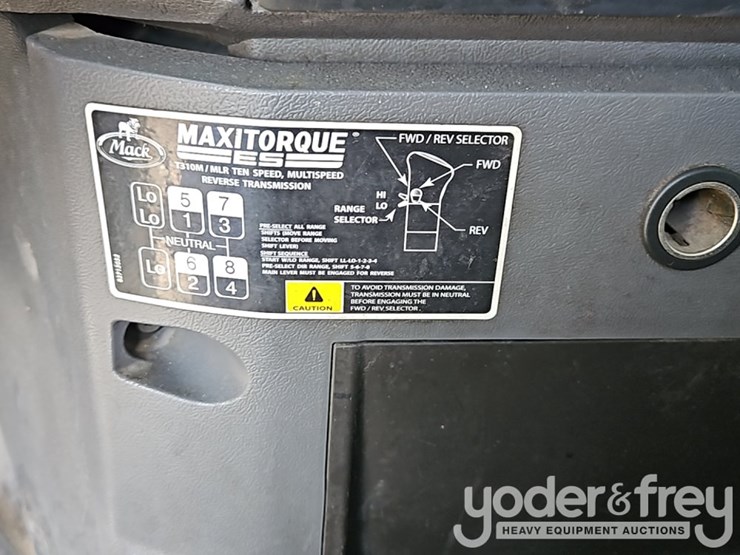 Mack
MAXITORQUE®
ES
T310M / MLR TEN SPEED, MULTISPEED
REVERSE TRANSMISSION
Lo 5 7
Lo 1 3
NEUTRAL
Lo 6 8
2 4
PRE-SELECT ALL RANGE
SHIFTS (MOVE RANGE
SELECTOR BEFORE MOVING
SHIFT LEVER)
SHIFT SEQUENCE
START W/LO RANGE, SHIFT LL-LO-1-2-3-4
PRE-SELECT DIR RANGE, SHIFT 5-6-7-8
MAIN LEVER MUST BE ENGAGED FOR REVERSE
FWD / REV SELECTOR
FWD
HI
LO
RANGE
SELECTOR
REV
CAUTION
TO AVOID TRANSMISSION DAMAGE,
TRANSMISSION MUST BE IN NEUTRAL
BEFORE ENGAGING THE
FWD / REV.SELECTOR.
yoder&frey
HEAVY EQUIPMENT AUCTIONS